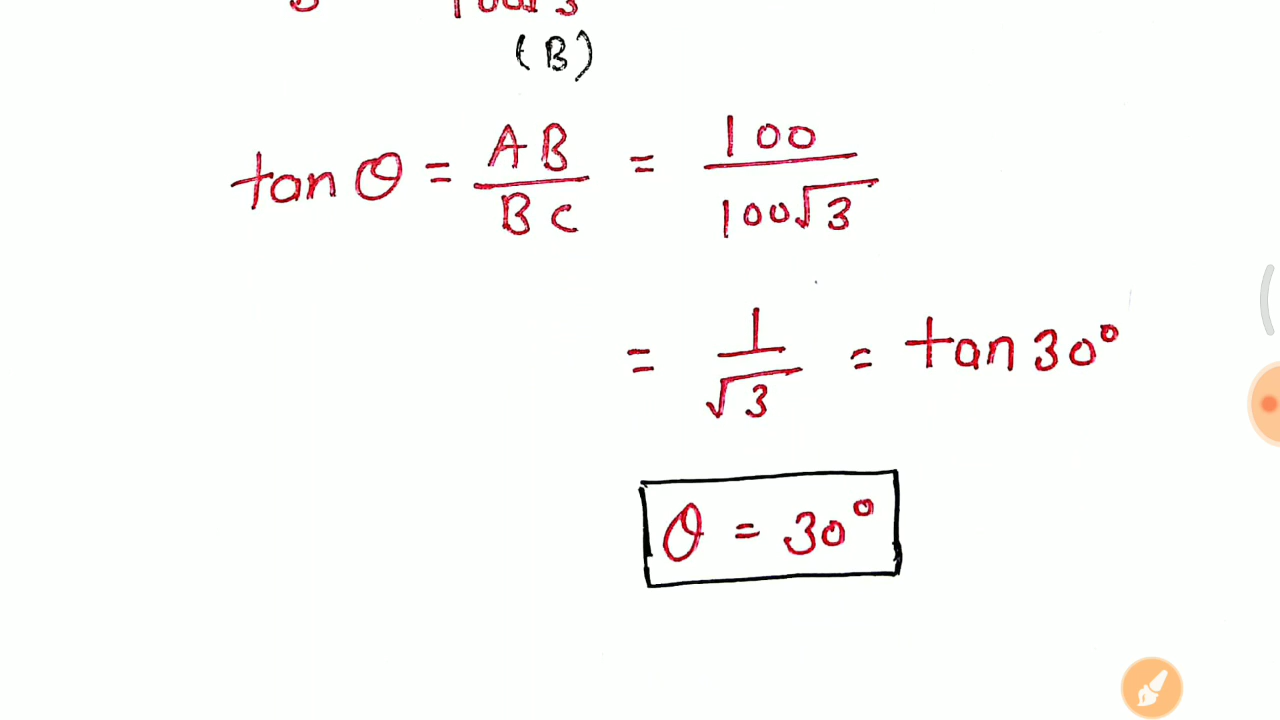 (B)
tan θ = AB/BC = 100/100√3
= 1/√3 = tan 30°
θ = 30°